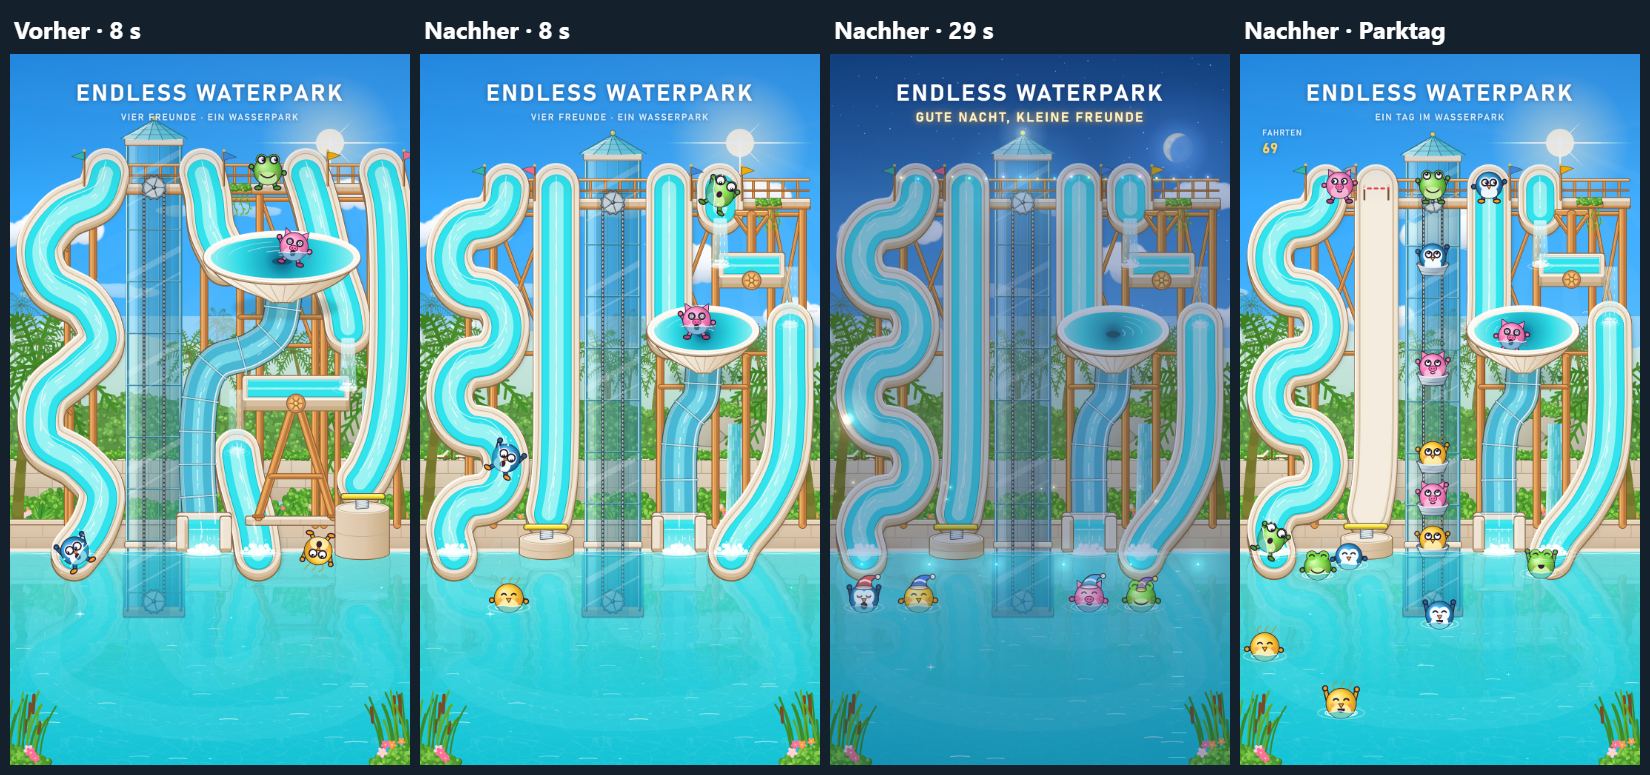 Vorher · 8 s
ENDLESS WATERPARK
VIER FREUNDE · EIN WASSERPARK
Nachher · 8 s
ENDLESS WATERPARK
VIER FREUNDE · EIN WASSERPARK
Nachher · 29 s
ENDLESS WATERPARK
GUTE NACHT, KLEINE FREUNDE
Nachher · Parktag
ENDLESS WATERPARK
EIN TAG IM WASSERPARK
FAHRTEN
69